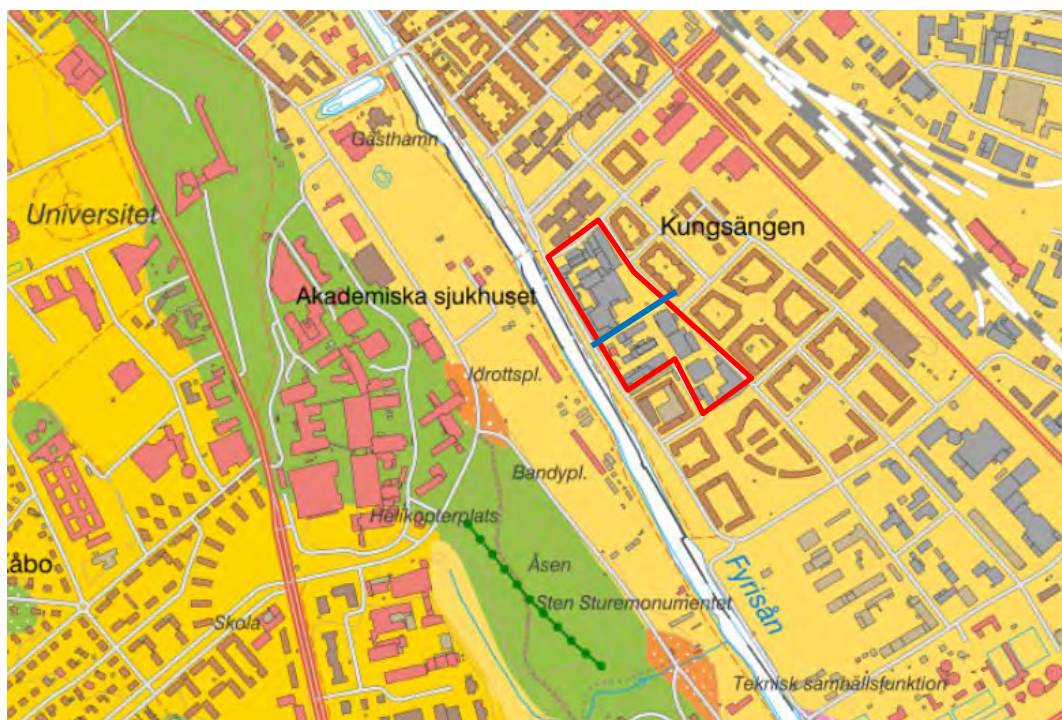 Gästhamn
Universitet
Kungsängen
Akademiska sjukhuset
Idrottspl.
Bandypl.
Helikopterplats
Åsen
Sten Sturemonumentet
Fyrisån
Skola
Teknisk samhällsfunktion